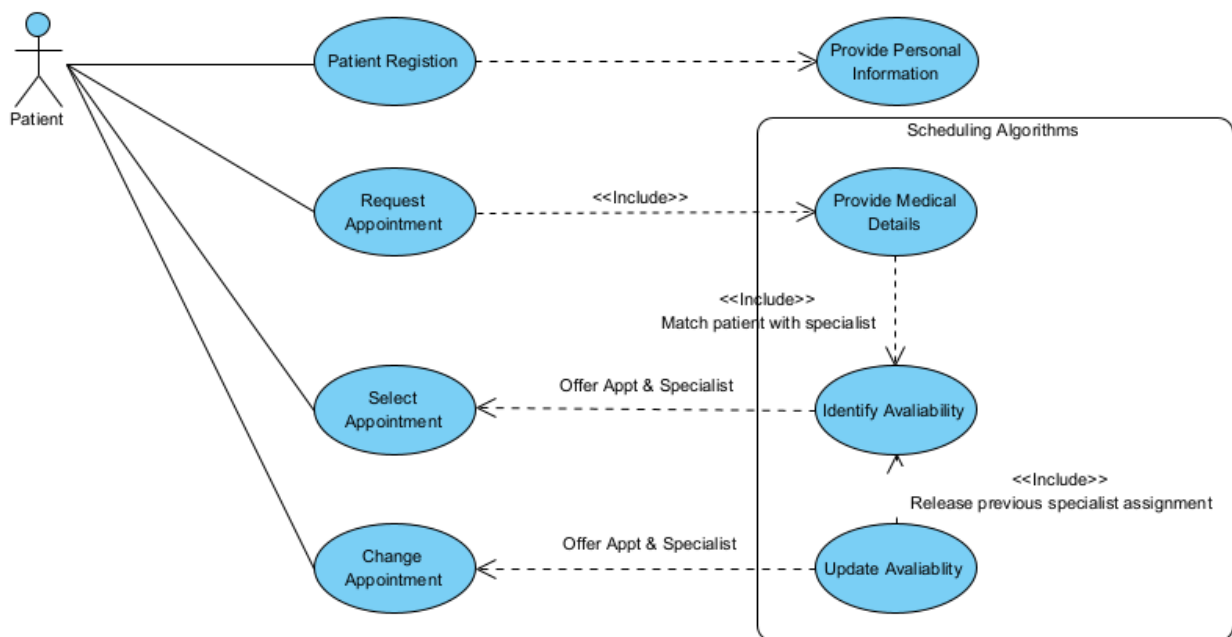 Patient
Patient Registion
Provide Personal
Information
Scheduling Algorithms
Request
Appointment
<<Include>>
Provide Medical
Details
<<Include>>
Match patient with specialist
Select
Appointment
Offer Appt & Specialist
Identify Avaliability
<<Include>>
Release previous specialist assignment
Change
Appointment
Offer Appt & Specialist
Update Avaliablity